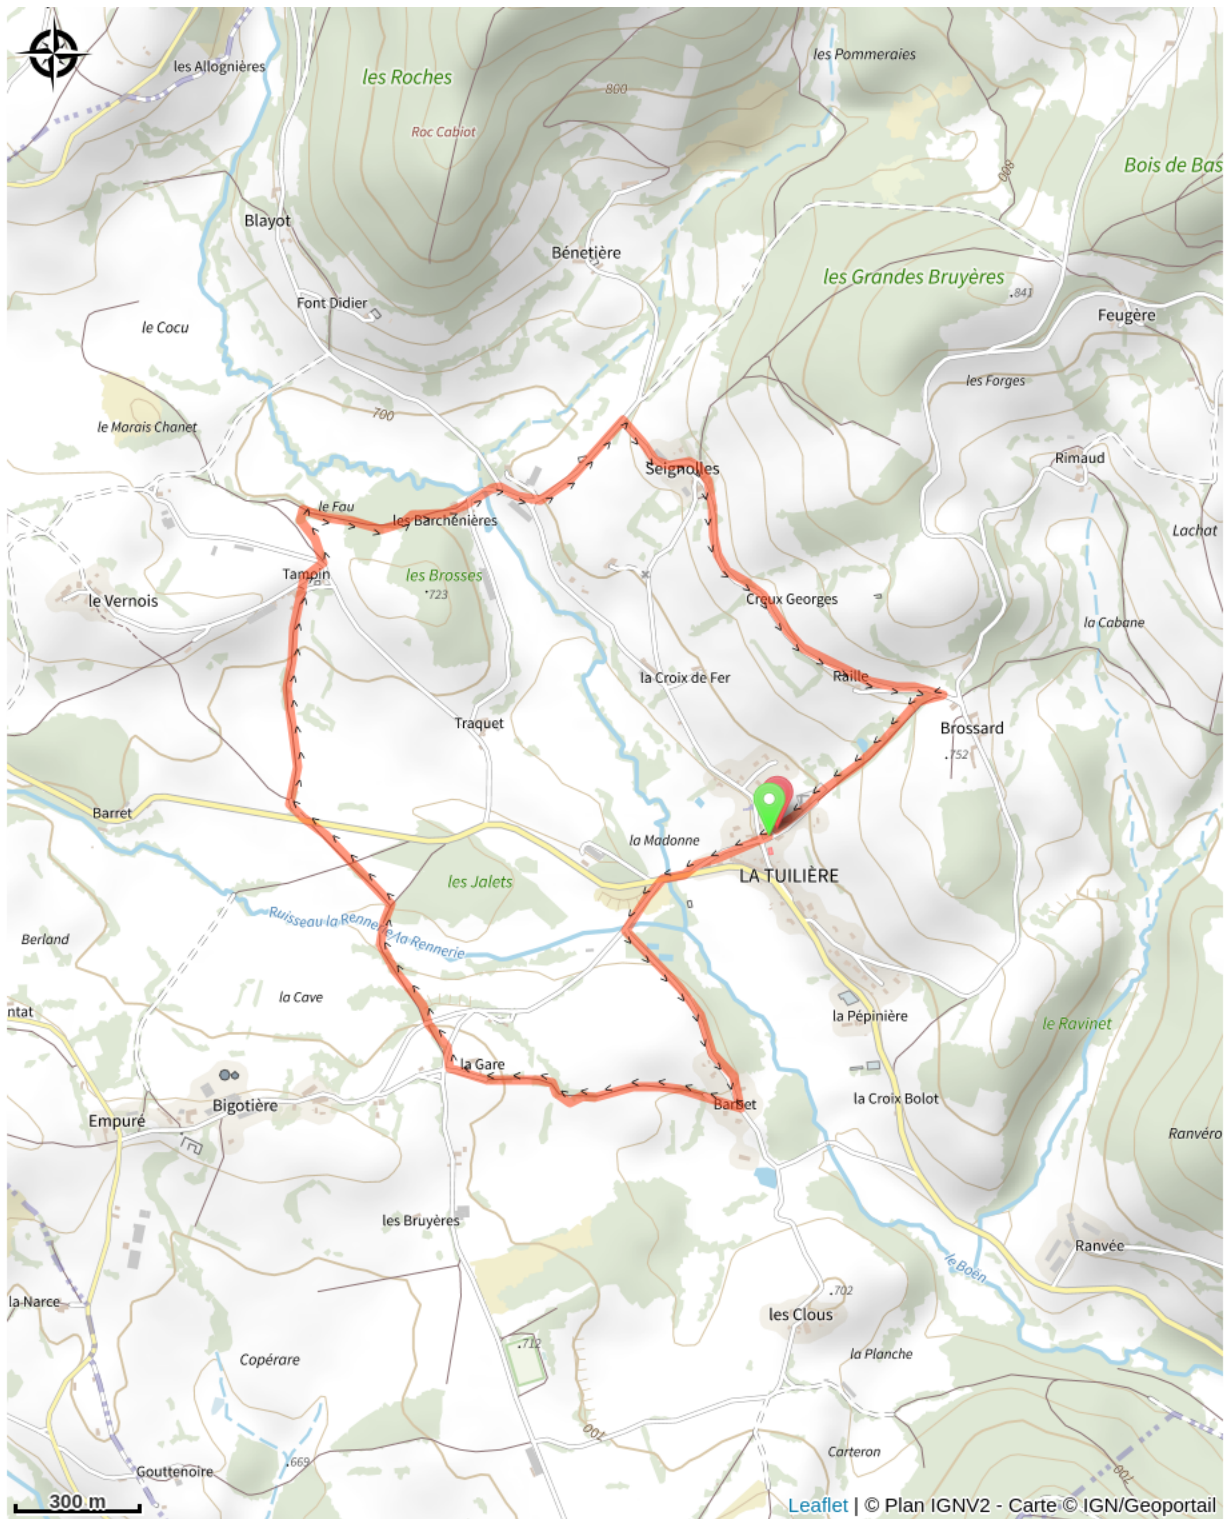 les Pommeraies
les Allognières
les Roches
800
Roc Cabiot
Bois de Bas
800
Blayot
Bénetière
les Grandes Bruyères
.841
Font Didier
Feugère
le Cocu
les Forges
700
le Marais Chanet
Rimaud
Seignolles
le Fau
les Barchenières
Lachat
Tampin
les Brosses
.723
le Vernois
Creux Georges
la Cabane
la Croix de Fer
Raille
Traquet
Brossard
.752
Barret
la Madonne
LA TUILIÈRE
les Jalets
Ruisseau la Rennerie/la Rennerie
Berland
la Cave
ntat
la Pépinière
le Ravinet
la Gare
Bigotière
Barbet
la Croix Bolot
Empuré
Ranvéro
les Bruyères
Ranvée
le Boën
la Narce
.702
les Clous
.712
Copérare
la Planche
700
Carteron
.669
Gouttenoire
700
300 m
Leaflet | © Plan IGNV2 - Carte © IGN/Geoportail